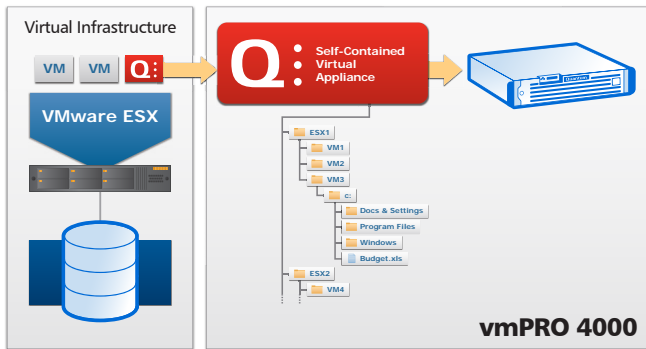 Virtual Infrastructure
VM
VM
Q:
VMware ESX
Q:
Self-Contained
Virtual
Appliance
ESX1
VM1
VM2
VM3
c:
Docs & Settings
Program Files
Windows
Budget.xls
ESX2
VM4
vmPRO 4000